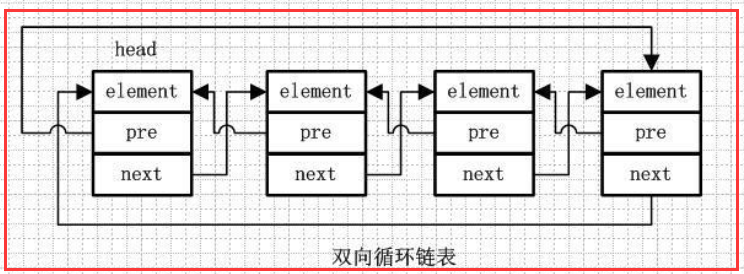 head
element element element element
pre pre pre pre
next next next next
双向循环链表